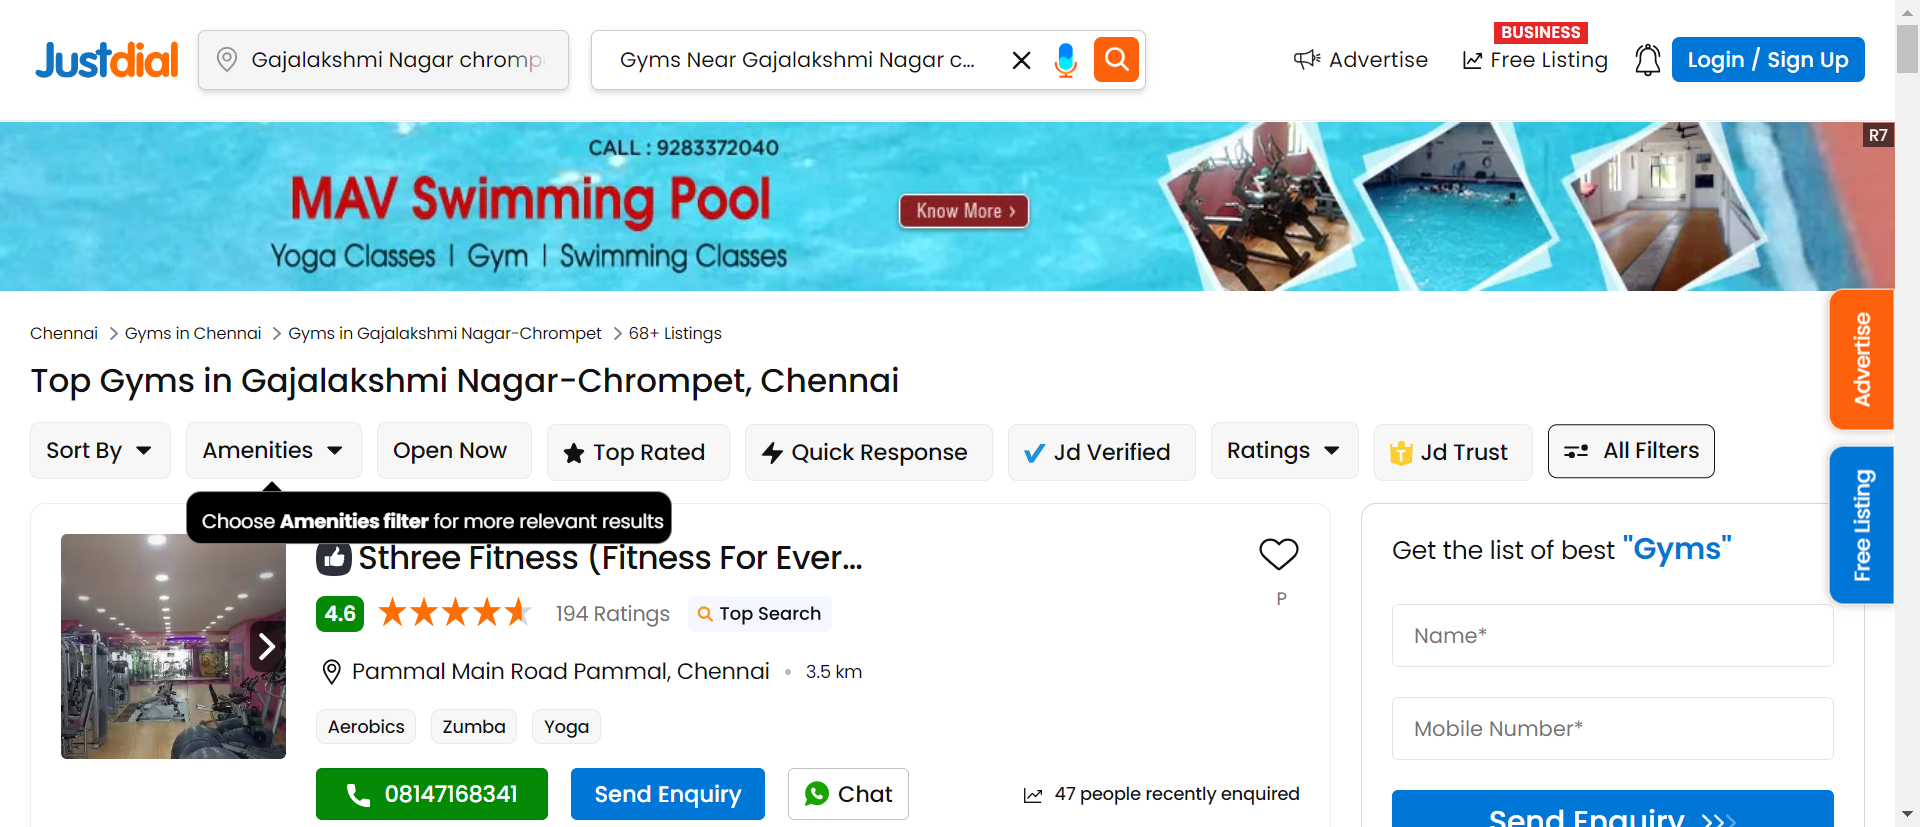 Justdial
Gajalakshmi Nagar chromp
Gyms Near Gajalakshmi Nagar c...
Advertise
BUSINESS
Free Listing
Login / Sign Up
R7
CALL : 9283372040
MAV Swimming Pool
Yoga Classes | Gym | Swimming Classes
Know More ›
Chennai > Gyms in Chennai > Gyms in Gajalakshmi Nagar-Chrompet > 68+ Listings
Top Gyms in Gajalakshmi Nagar-Chrompet, Chennai
Sort By
Amenities
Open Now
Top Rated
Quick Response
Jd Verified
Ratings
T Jd Trust
All Filters
Choose Amenities filter for more relevant results
Sthree Fitness (Fitness For Ever...
4.6
194 Ratings
Top Search
Pammal Main Road Pammal, Chennai • 3.5 km
Aerobics
Zumba
Yoga
08147168341
Send Enquiry
Chat
47 people recently enquired
P
Get the list of best "Gyms"
Name*
Mobile Number*
Send Enquiry
Advertise
Free Listing